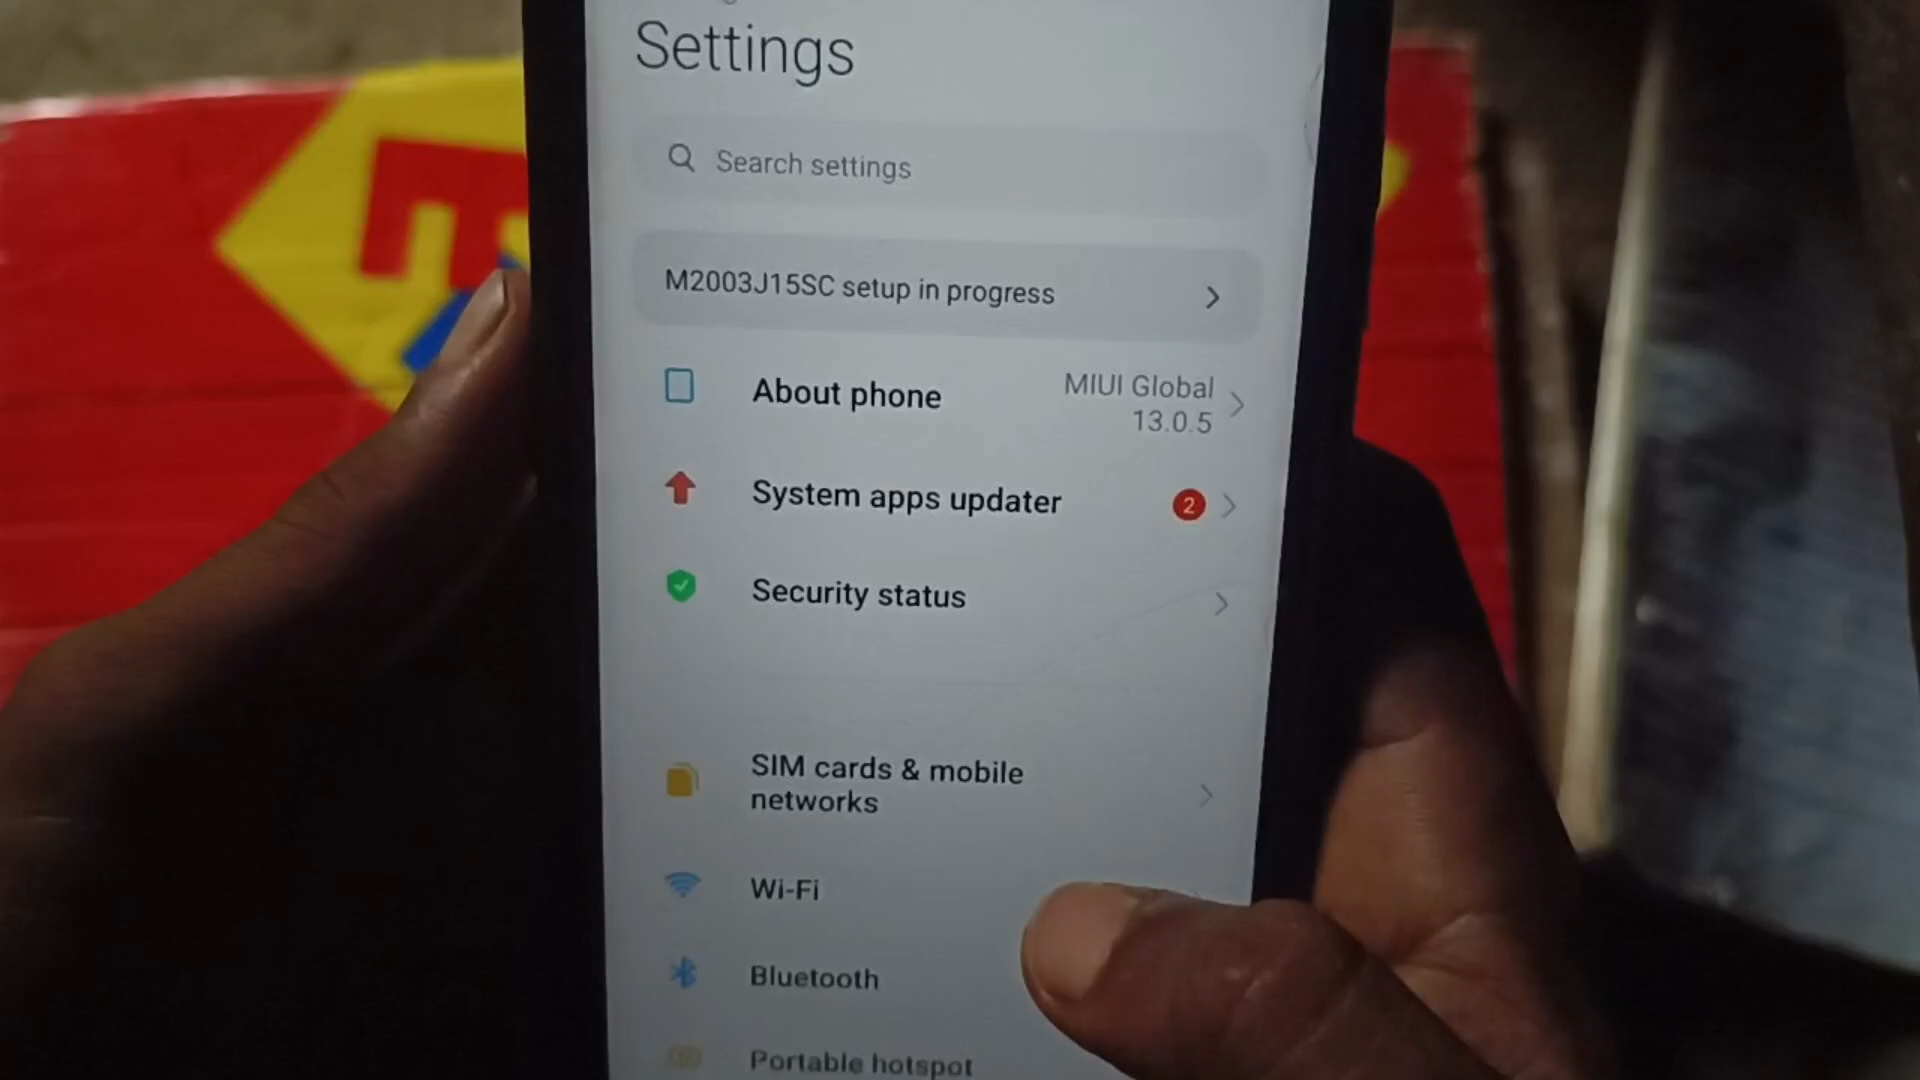 Settings
Search settings
M2003J15SC setup in progress
About phone
MIUI Global
13.0.5
System apps updater
2
Security status
SIM cards & mobile
networks
Wi-Fi
Bluetooth
Portable hotspot